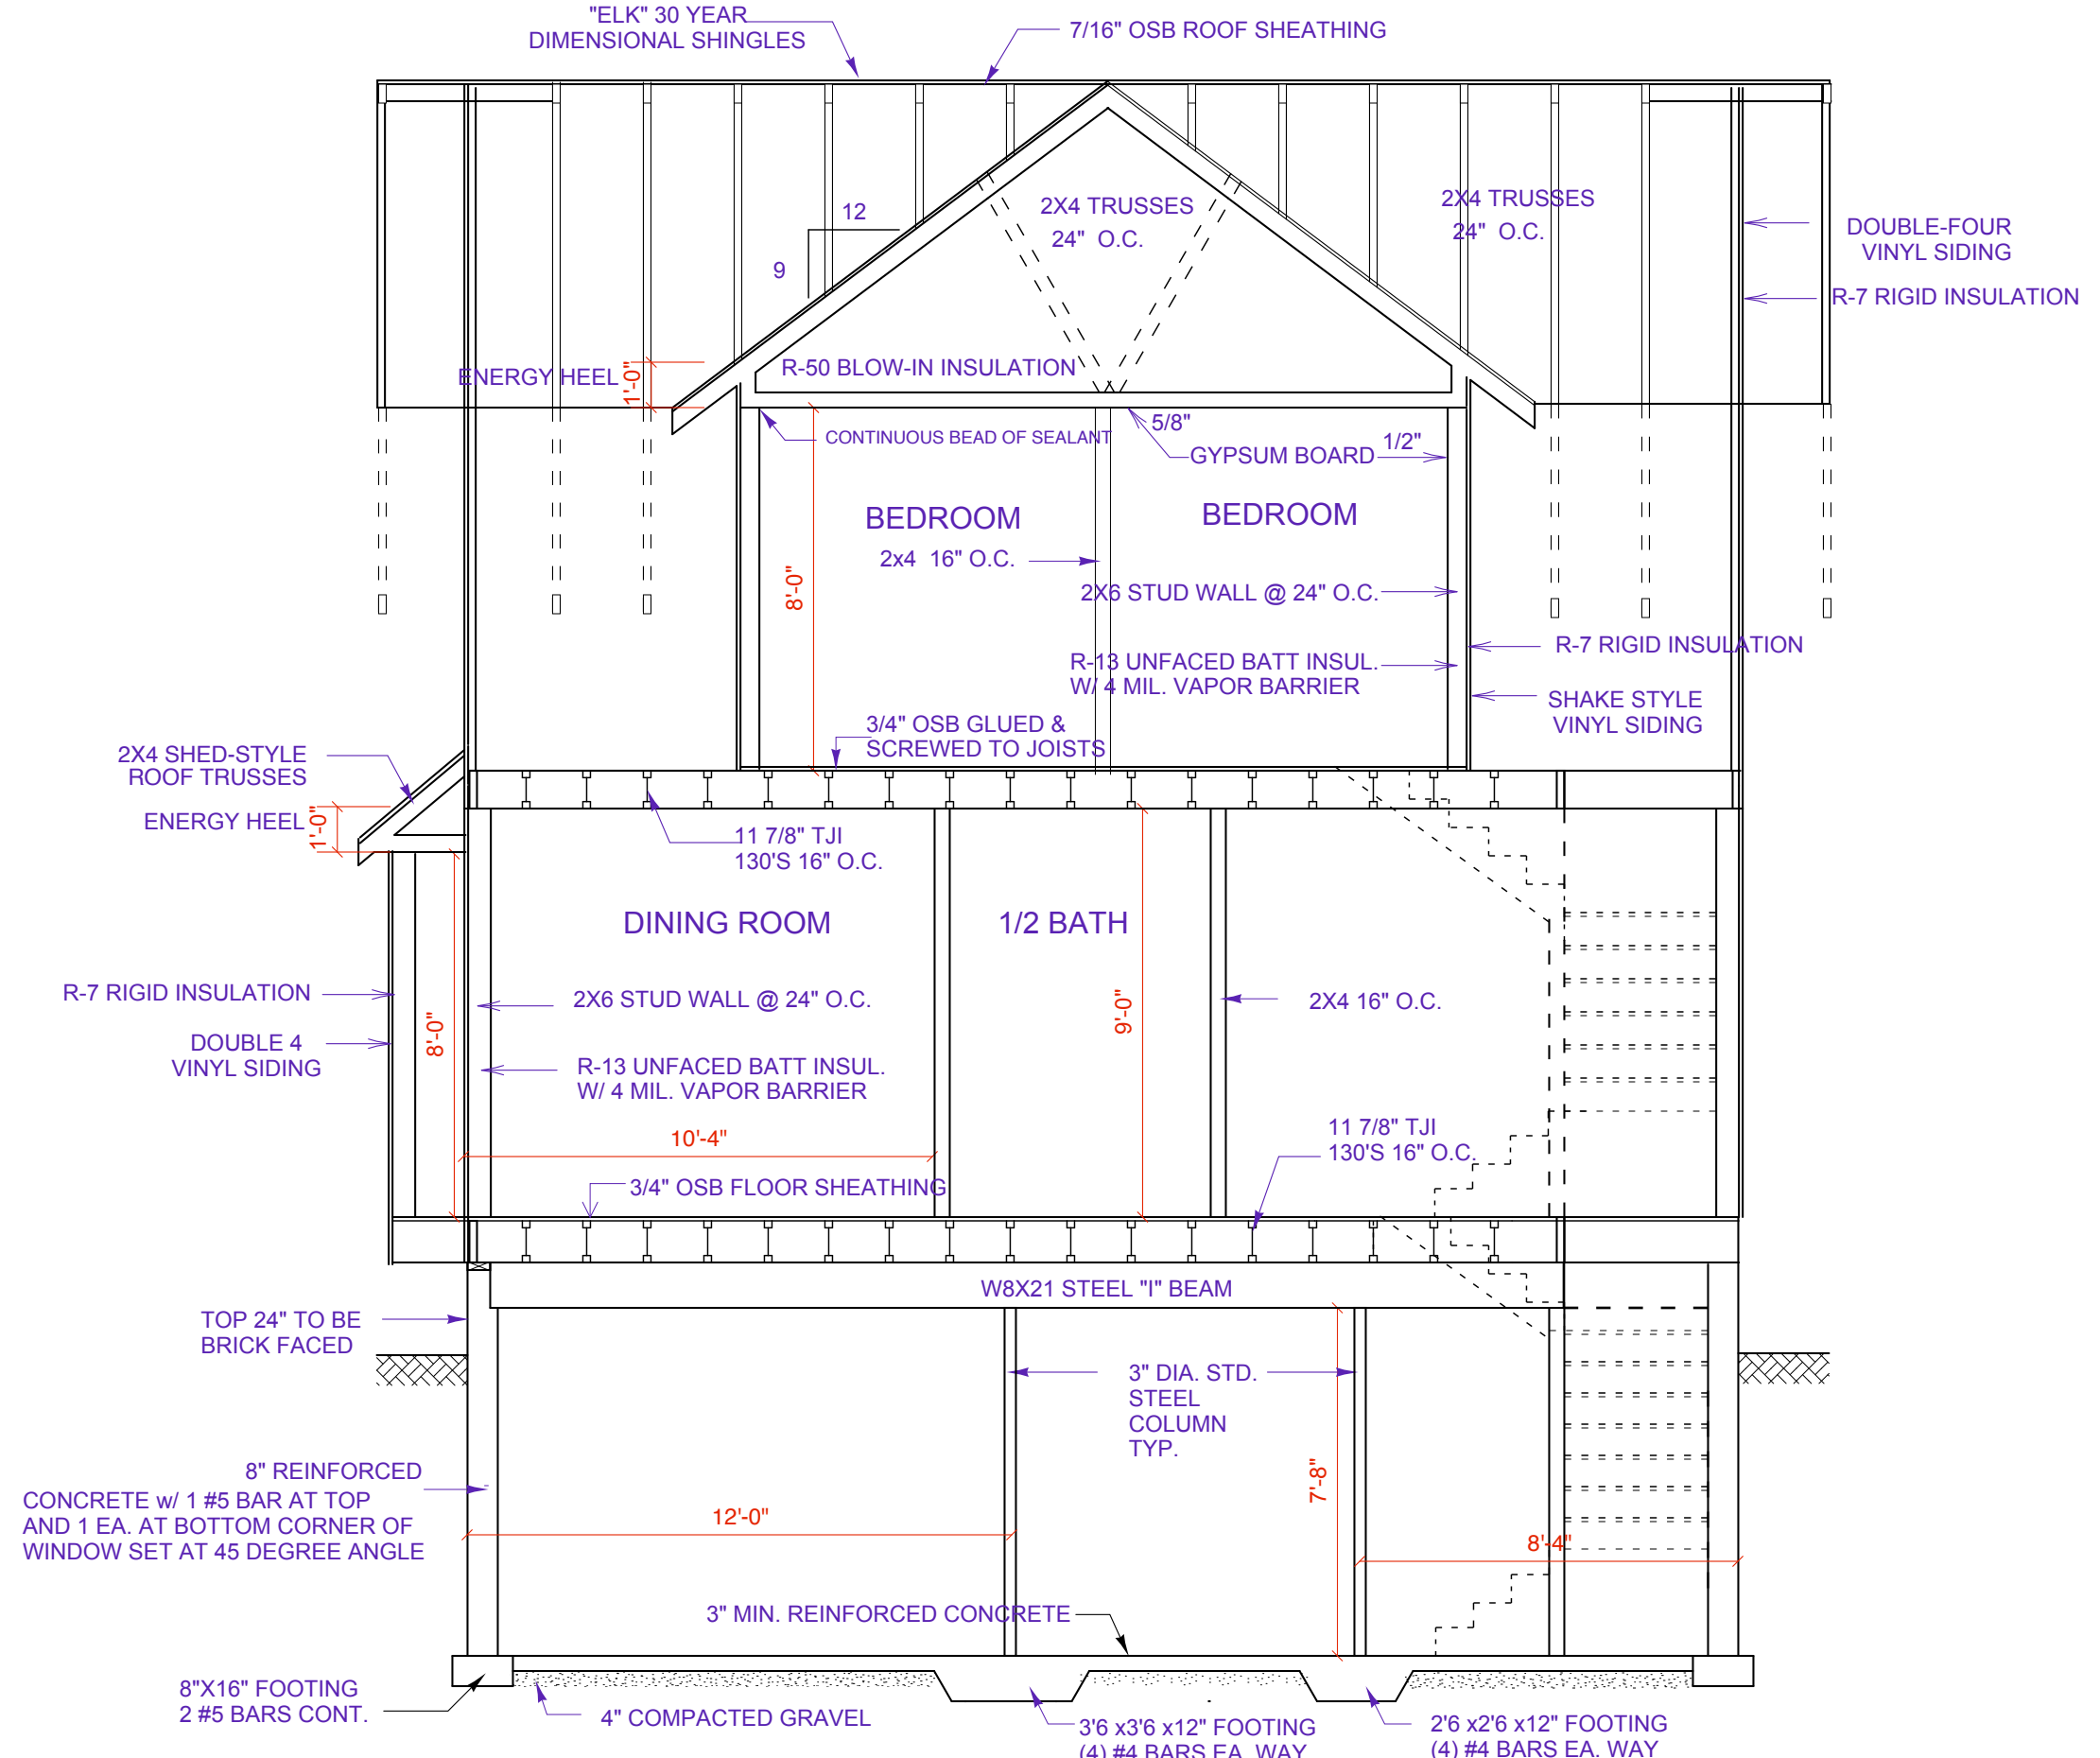 "ELK" 30 YEAR
DIMENSIONAL SHINGLES
7/16" OSB ROOF SHEATHING
12
9
2X4 TRUSSES
24" O.C.
2X4 TRUSSES
24" O.C.
DOUBLE-FOUR
VINYL SIDING
R-7 RIGID INSULATION
ENERGY HEEL
1'-0"
R-50 BLOW-IN INSULATION
CONTINUOUS BEAD OF SEALANT
5/8"
GYPSUM BOARD
1/2"
BEDROOM
BEDROOM
2x4 16" O.C.
8'-0"
2X6 STUD WALL @ 24" O.C.
R-13 UNFACED BATT INSUL.
W/ 4 MIL. VAPOR BARRIER
R-7 RIGID INSULATION
SHAKE STYLE
VINYL SIDING
3/4" OSB GLUED &
SCREWED TO JOISTS
2X4 SHED-STYLE
ROOF TRUSSES
ENERGY HEEL
1'-0"
11 7/8" TJI
130'S 16" O.C.
DINING ROOM
1/2 BATH
R-7 RIGID INSULATION
DOUBLE 4
VINYL SIDING
8'-0"
2X6 STUD WALL @ 24" O.C.
R-13 UNFACED BATT INSUL.
W/ 4 MIL. VAPOR BARRIER
9'-0"
2X4 16" O.C.
10'-4"
11 7/8" TJI
130'S 16" O.C.
3/4" OSB FLOOR SHEATHING
W8X21 STEEL "I" BEAM
TOP 24" TO BE
BRICK FACED
3" DIA. STD.
STEEL
COLUMN
TYP.
7'-8"
8" REINFORCED
CONCRETE w/ 1 #5 BAR AT TOP
AND 1 EA. AT BOTTOM CORNER OF
WINDOW SET AT 45 DEGREE ANGLE
12'-0"
8'-4"
3" MIN. REINFORCED CONCRETE
8"X16" FOOTING
2 #5 BARS CONT.
4" COMPACTED GRAVEL
3'6 x3'6 x12" FOOTING
(4) #4 BARS EA. WAY
2'6 x2'6 x12" FOOTING
(4) #4 BARS EA. WAY